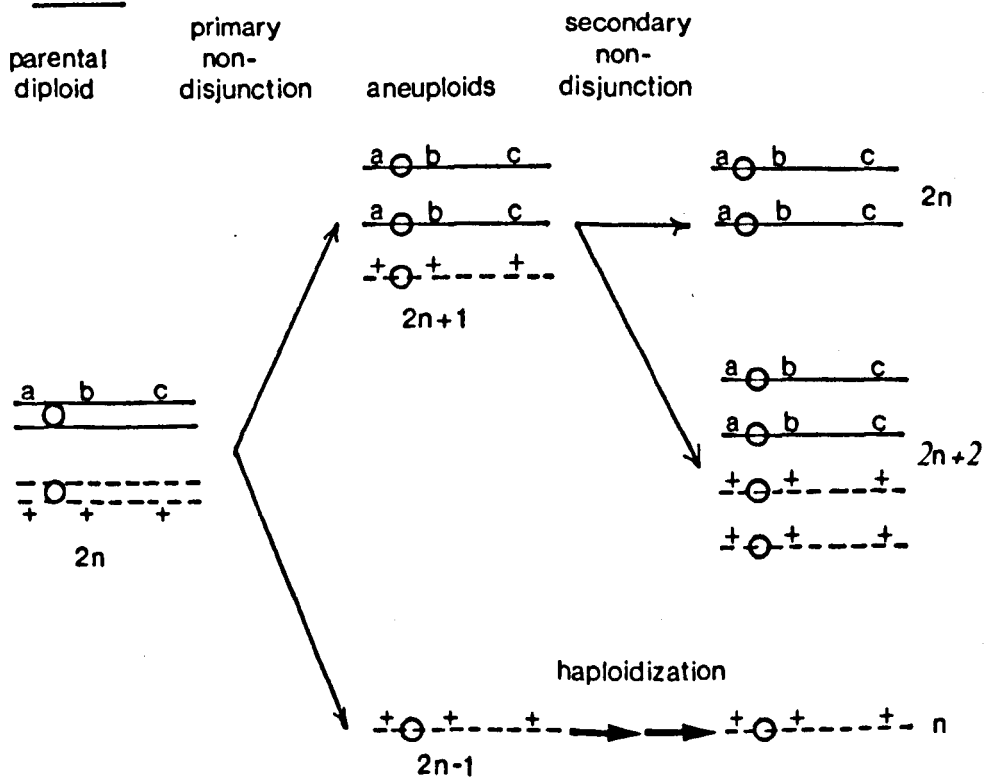 parental
diploid
primary
non-
disjunction
aneuploids
secondary
non-
disjunction
a b c
a b c
+ + +
2n+1
a b c
a b c
2n
a b c
+ + +
2n
a b c
a b c
+ + +
+ + +
2n+2
haploidization
+ + +
2n-1
+ + +
n